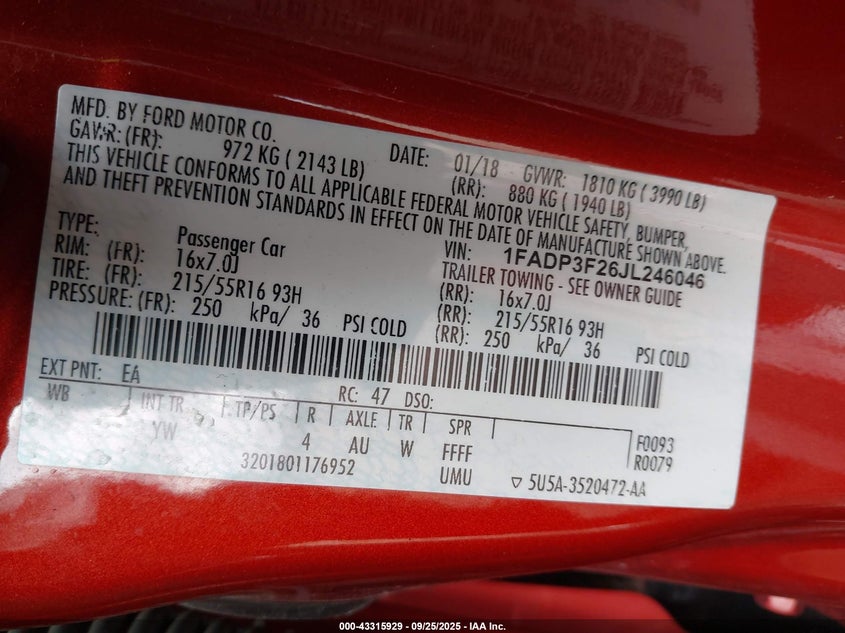 MFD. BY FORD MOTOR CO.
DATE: 01/18 GVWR: 1810 KG ( 3990 LB)
GAWR: (FR): 972 KG ( 2143 LB) (RR): 880 KG ( 1940 LB)
THIS VEHICLE CONFORMS TO ALL APPLICABLE FEDERAL MOTOR VEHICLE SAFETY, BUMPER,
AND THEFT PREVENTION STANDARDS IN EFFECT ON THE DATE OF MANUFACTURE SHOWN ABOVE.
VIN: 1FADP3F26JL246046
TYPE: Passenger Car TRAILER TOWING - SEE OWNER GUIDE
RIM: (FR): 16x7.0J (RR): 16x7.0J
TIRE: (FR): 215/55R16 93H (RR): 215/55R16 93H
PRESSURE: (FR): 250 kPa/ 36 PSI COLD (RR): 250 kPa/ 36 PSI COLD
EXT PNT: EA RC: 47 DSO:
WB INT TR TP/PS R AXLE TR SPR F0093
YW 4 AU W FFFF R0079
3201801176952 UMU 5U5A-3520472-AA
000-43315929 - 09/25/2025 - IAA Inc.